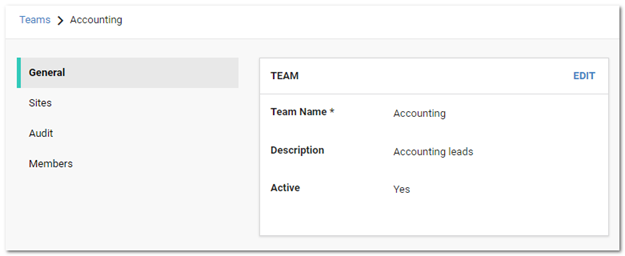 Teams > Accounting
General
Sites
Audit
Members
TEAM EDIT
Team Name * Accounting
Description Accounting leads
Active Yes